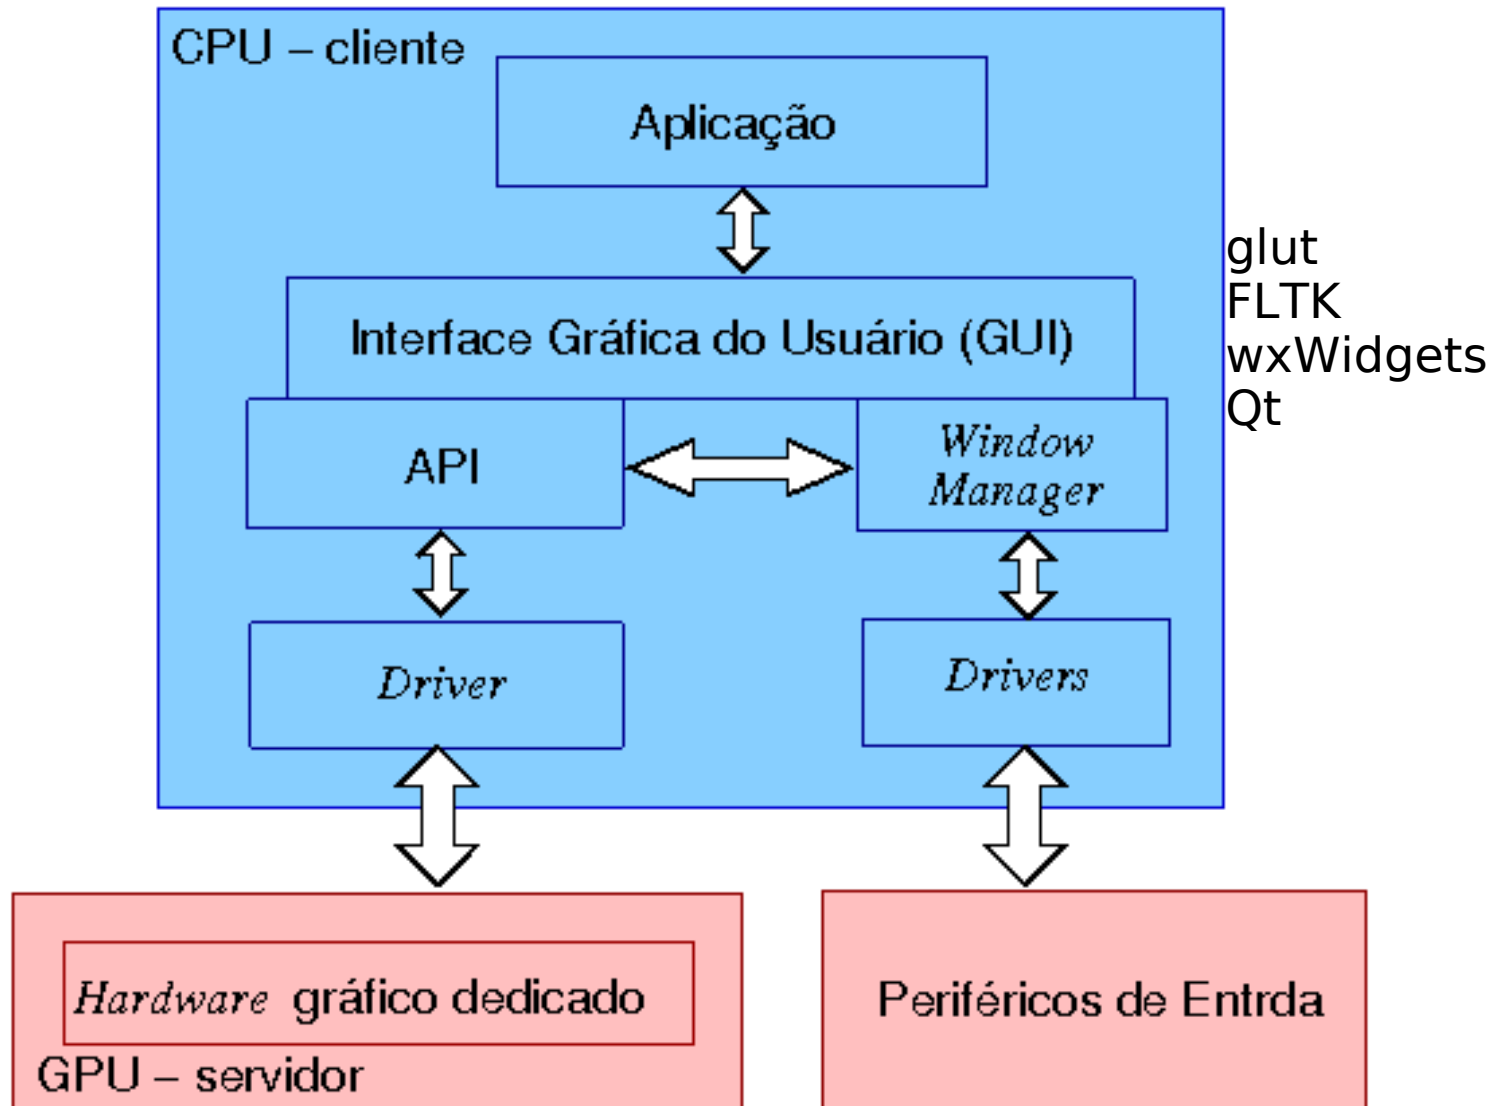 CPU – cliente
Aplicação
glut
FLTK
wxWidgets
Qt
Interface Gráfica do Usuário (GUI)
API
Window
Manager
Driver
Drivers
Hardware gráfico dedicado
GPU – servidor
Periféricos de Entrda